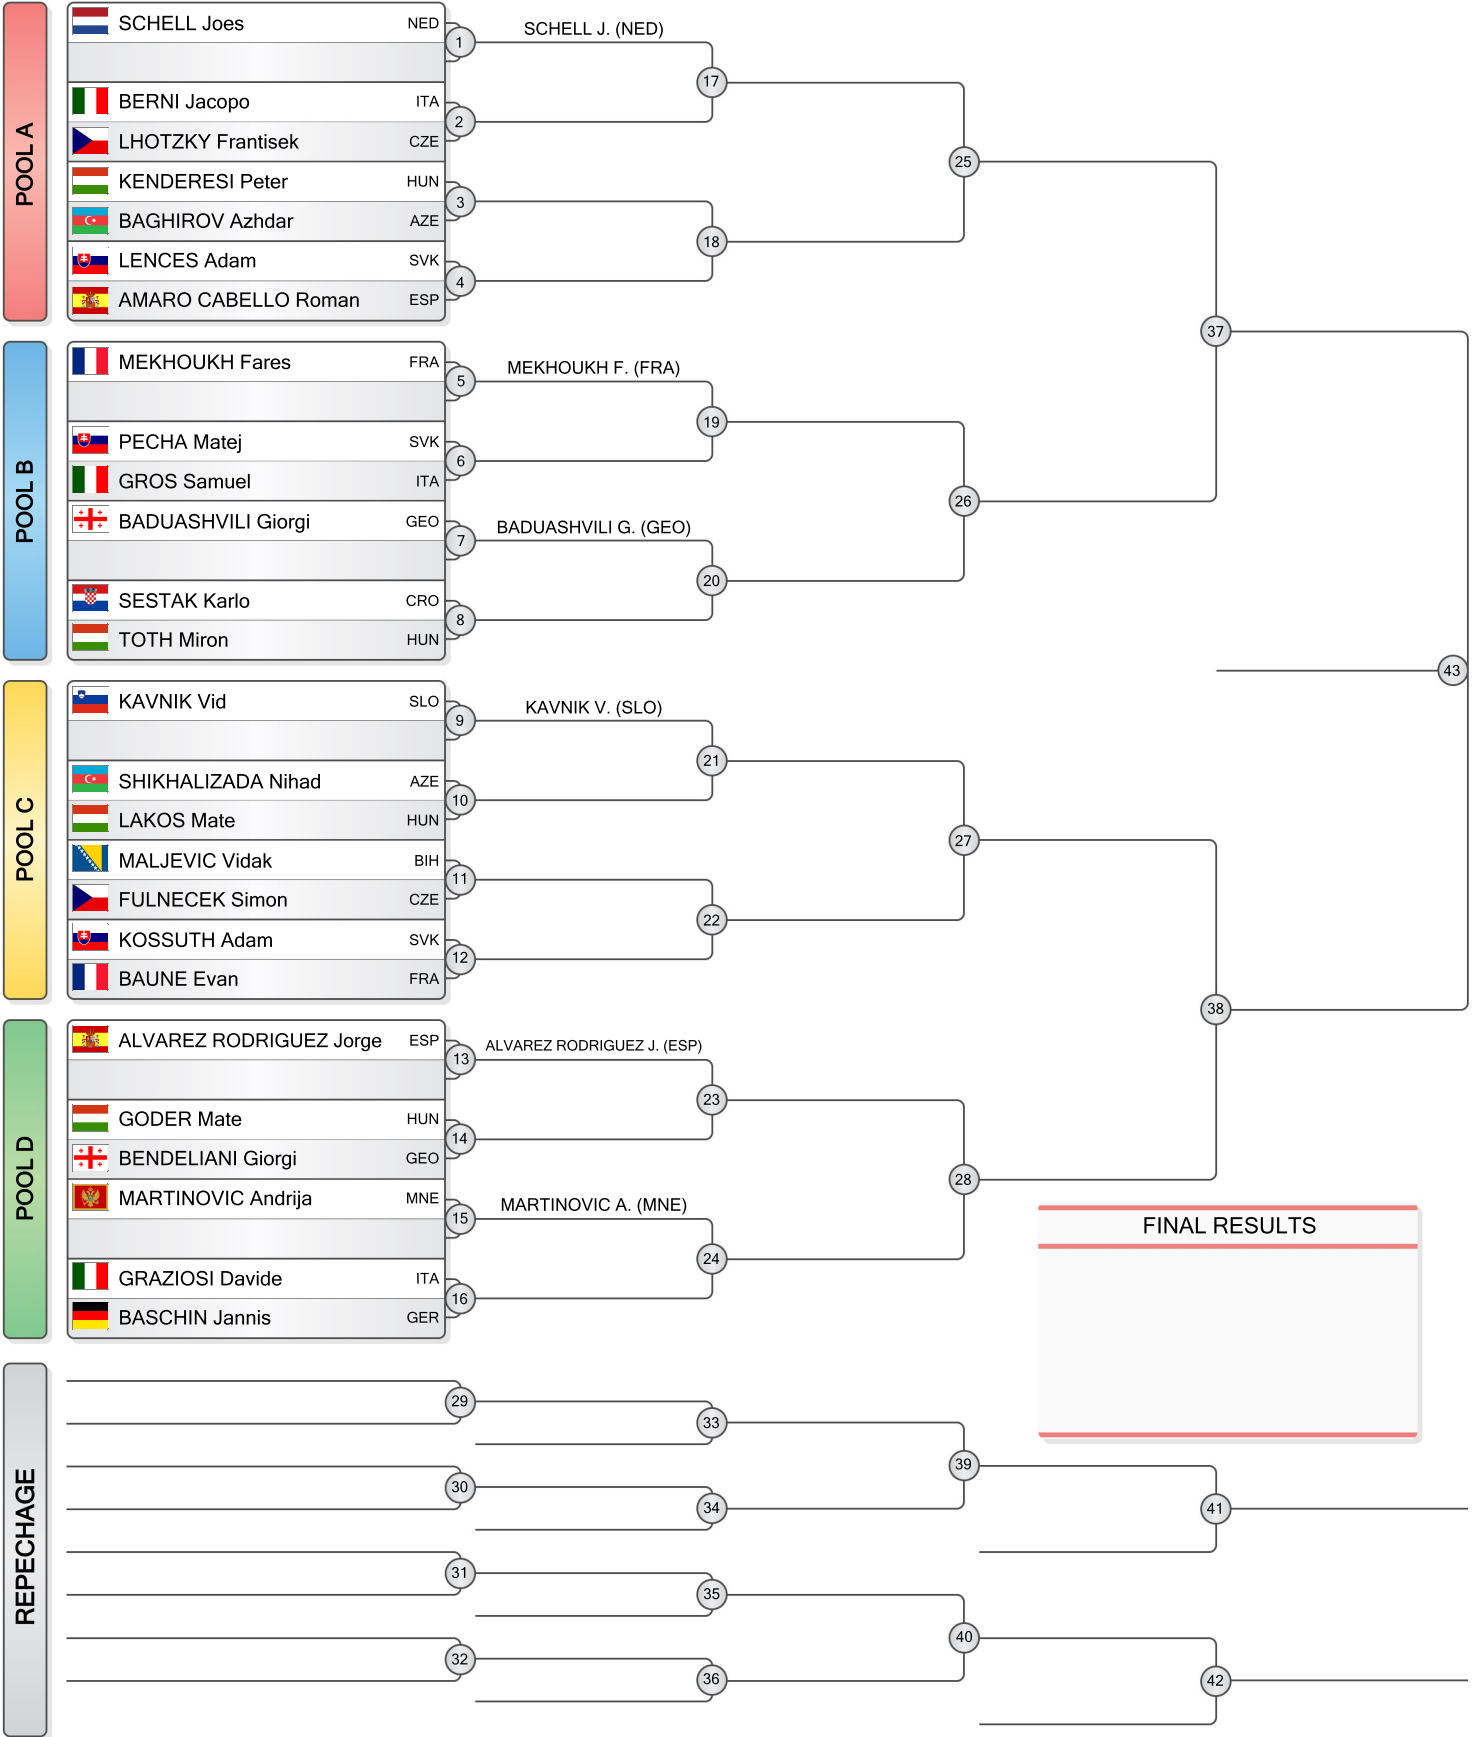 POOL A
SCHELL Joes NED
1
SCHELL J. (NED)
17
BERNI Jacopo ITA
2
LHOTZKY Frantisek CZE
25
KENDERESI Peter HUN
3
BAGHIROV Azhdar AZE
18
LENCES Adam SVK
4
AMARO CABELLO Roman ESP
37
POOL B
MEKHOUKH Fares FRA
5
MEKHOUKH F. (FRA)
19
PECHA Matej SVK
6
GROS Samuel ITA
26
BADUASHVILI Giorgi GEO
7
BADUASHVILI G. (GEO)
20
SESTAK Karlo CRO
8
TOTH Miron HUN
43
POOL C
KAVNIK Vid SLO
9
KAVNIK V. (SLO)
21
SHIKHALIZADA Nihad AZE
10
LAKOS Mate HUN
27
MALJEVIC Vidak BIH
11
FULNECEK Simon CZE
22
KOSSUTH Adam SVK
12
BAUNE Evan FRA
38
POOL D
ALVAREZ RODRIGUEZ Jorge ESP
13
ALVAREZ RODRIGUEZ J. (ESP)
23
GODER Mate HUN
14
BENDELIANI Giorgi GEO
28
MARTINOVIC Andrija MNE
15
MARTINOVIC A. (MNE)
24
GRAZIOSI Davide ITA
16
BASCHIN Jannis GER
FINAL RESULTS
REPECHAGE
29
33
39
30
34
41
31
35
40
32
36
42